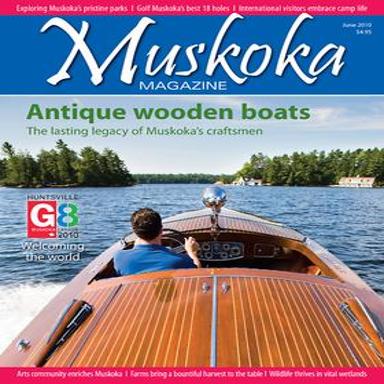 Exploring Muskoka's pristine parks | Golf Muskoka's best 18 holes | International visitors embrace camp life
Muskoka
June 2010
$4.95
MAGAZINE
Antique wooden boats
The lasting legacy of Muskoka's craftsmen
HUNTSVILLE
G8
MUSKOKA
2010
Welcoming
the world
Arts community enriches Muskoka | Farms bring a bountiful harvest to the table | Wildlife thrives in vital wetlands